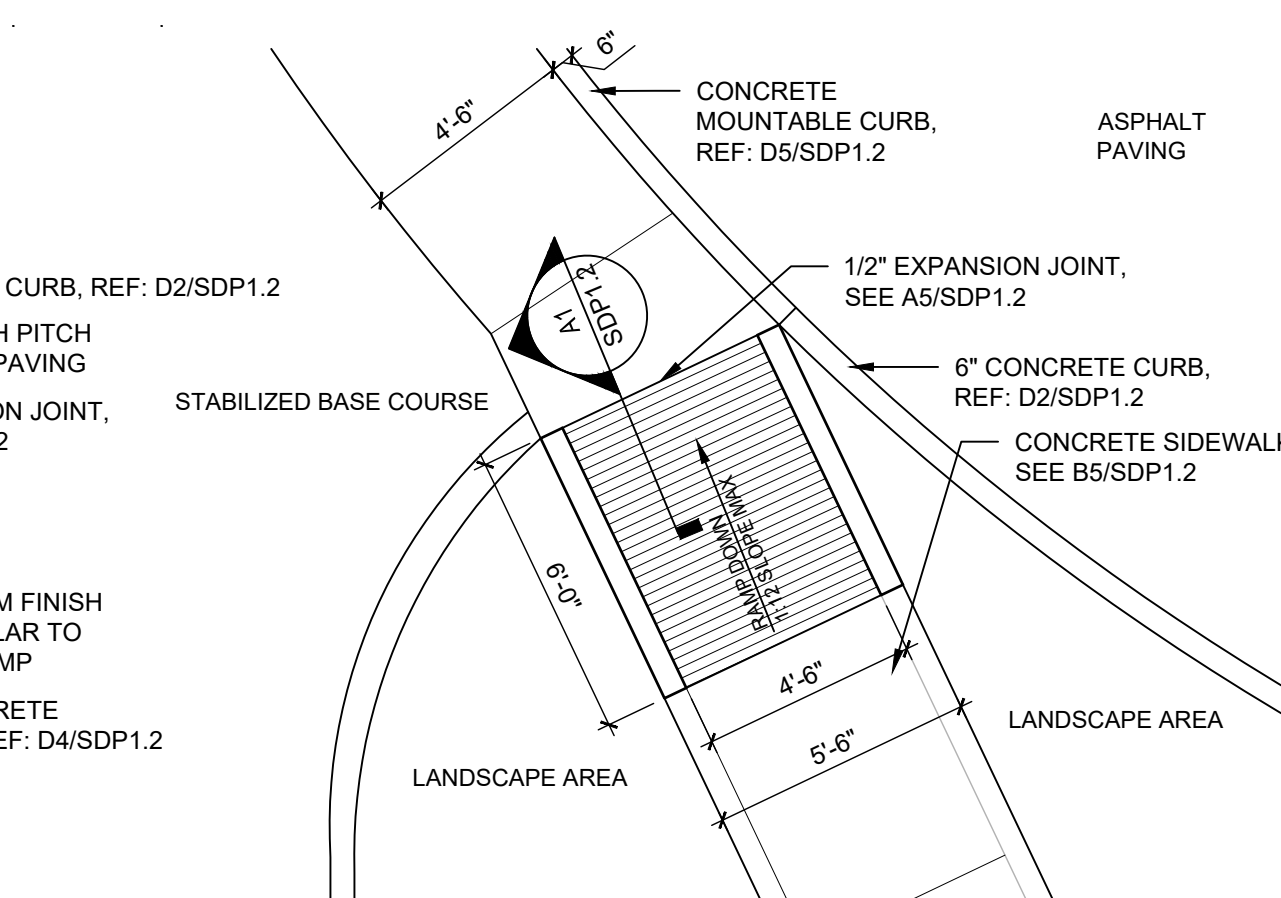 6"
4'-6"
CONCRETE
MOUNTABLE CURB,
REF: D5/SDP1.2
ASPHALT
PAVING
CURB, REF: D2/SDP1.2
H PITCH
PAVING
ON JOINT,
2
STABILIZED BASE COURSE
A1
SDP1.2
1/2" EXPANSION JOINT,
SEE A5/SDP1.2
6" CONCRETE CURB,
REF: D2/SDP1.2
CONCRETE SIDEWALK
SEE B5/SDP1.2
RAMP DOWN
1:12 SLOPE MAX
6'-0"
M FINISH
LAR TO
MP
RETE
EF: D4/SDP1.2
4'-6"
5'-6"
LANDSCAPE AREA
LANDSCAPE AREA